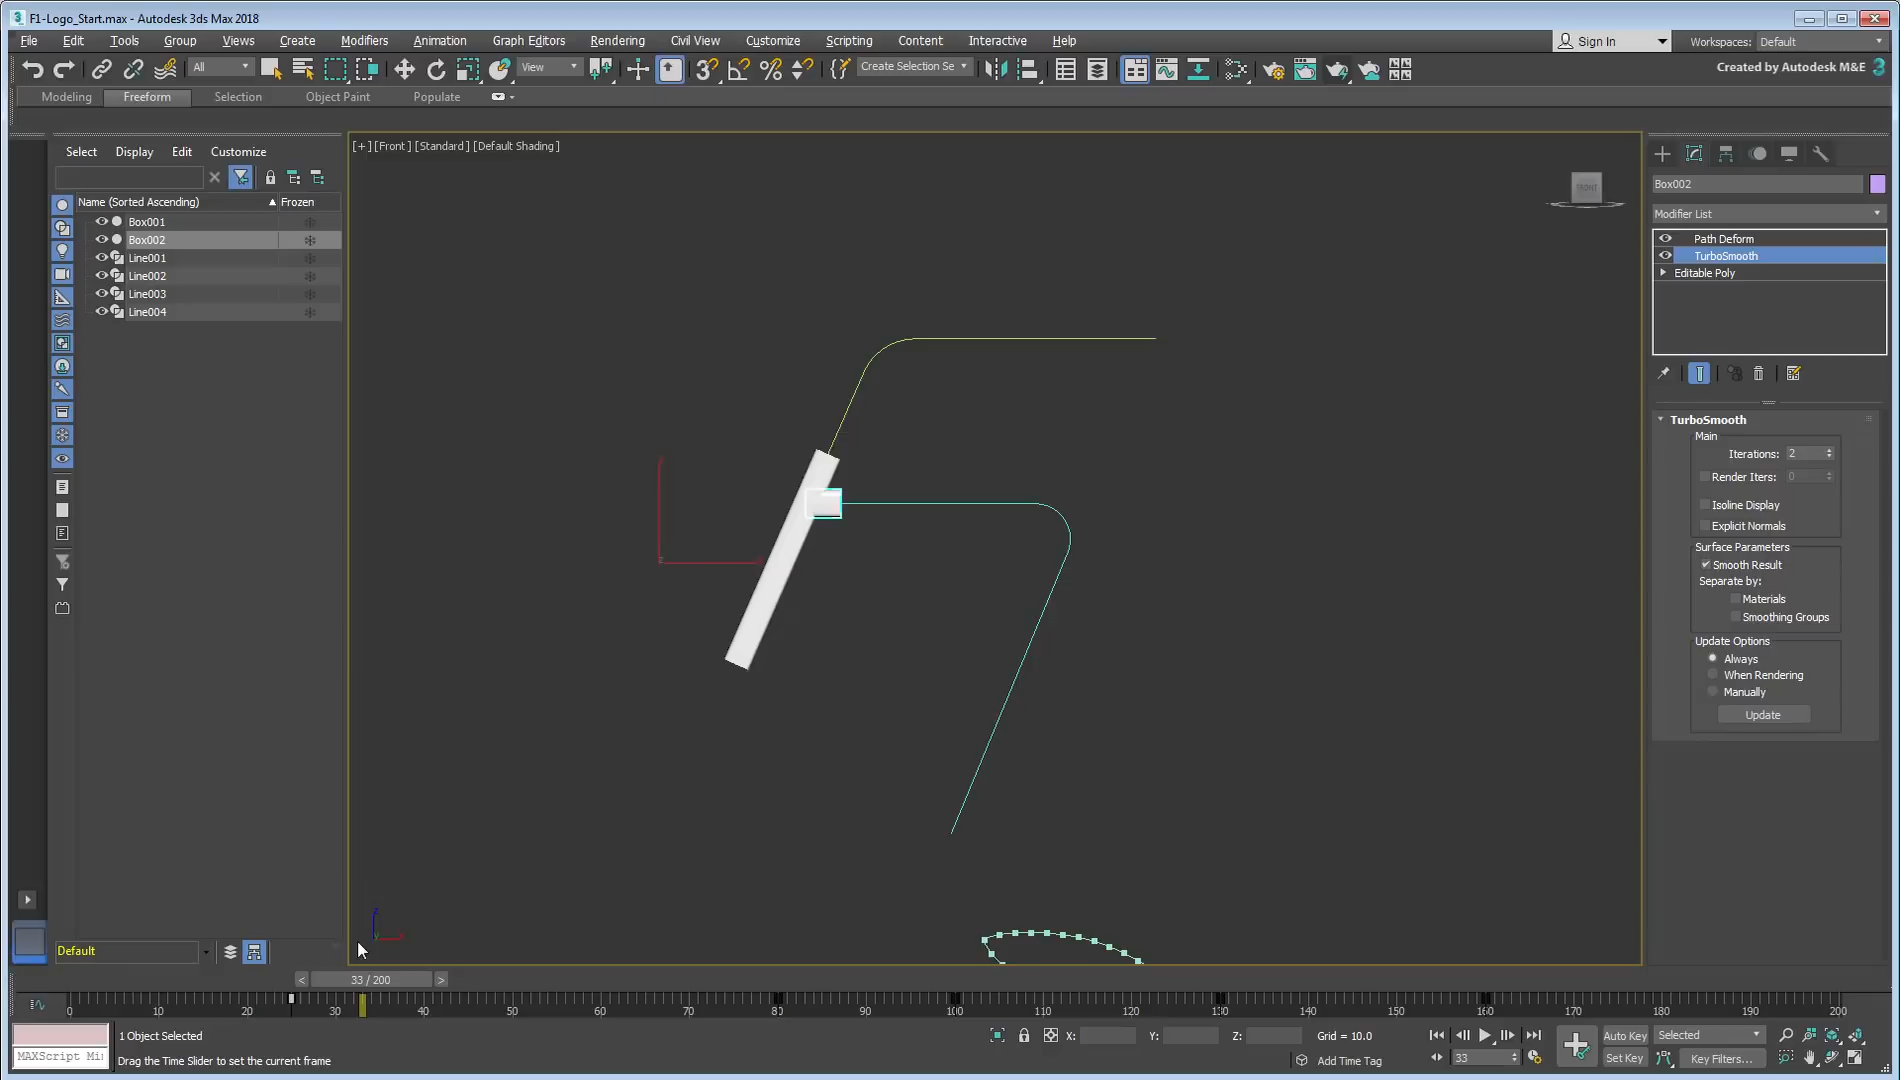 F1-Logo_Start.max - Autodesk 3ds Max 2018
File Edit Tools Group Views Create Modifiers Animation Graph Editors Rendering Civil View Customize Scripting Content Interactive Help
Sign In
Workspaces: Default
All
View
Create Selection Se
Created by Autodesk M&E
Modeling Freeform Selection Object Paint Populate
Select Display Edit Customize
Name (Sorted Ascending) Frozen
Box001
Box002
Line001
Line002
Line003
Line004
Default
[+] [Front ] [Standard ] [Default Shading ]
FRONT
Box002
Modifier List
Path Deform
TurboSmooth
Editable Poly
TurboSmooth
Main
Iterations: 2
Render Iters: 0
Isoline Display
Explicit Normals
Surface Parameters
Smooth Result
Separate by:
Materials
Smoothing Groups
Update Options
Always
When Rendering
Manually
Update
< 33 / 200 >
0 10 20 30 40 50 60 70 80 90 100 110 120 130 140 150 160 170 180 190 200
1 Object Selected
X: Y: Z: Grid = 10.0
Auto Key Selected
MAXScript Mi
Drag the Time Slider to set the current frame
Add Time Tag
33
Set Key Key Filters...